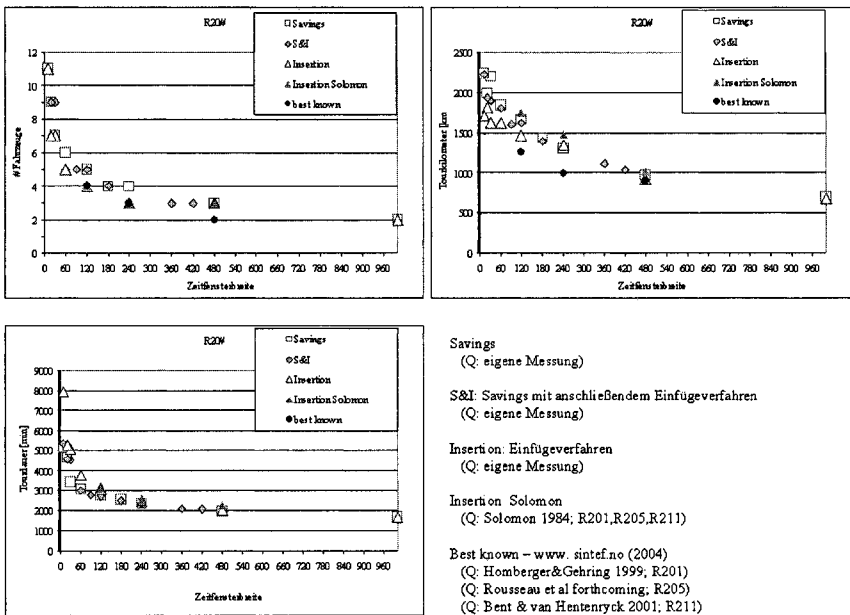 R20#
Savings
S&I
Insertion
Insertion Solomon
best known
# Fahrzeuge
12
11
10
9
8
7
6
5
4
3
2
1
0
0 60 120 180 240 300 360 420 480 540 600 660 720 780 840 900 960
Zeitfensterbreite
R20#
Savings
S&I
Insertion
Insertion Solomon
best known
Tourkilometer [km]
2500
2000
1500
1000
500
0
0 60 120 180 240 300 360 420 480 540 600 660 720 780 840 900 960
Zeitfensterbreite
R20#
Savings
S&I
Insertion
Insertion Solomon
best known
Tourdauer [min]
9000
8000
7000
6000
5000
4000
3000
2000
1000
0
0 60 120 180 240 300 360 420 480 540 600 660 720 780 840 900 960
Zeitfensterbreite
Savings
(Q: eigene Messung)
S&I: Savings mit anschließendem Einfügeverfahren
(Q: eigene Messung)
Insertion: Einfügeverfahren
(Q: eigene Messung)
Insertion Solomon
(Q: Solomon 1984; R201,R205,R211)
Best known – www. sintef.no (2004)
(Q: Homberger&Gehring 1999; R201)
(Q: Rousseau et al forthcoming; R205)
(Q: Bent & van Hentenryck 2001; R211)